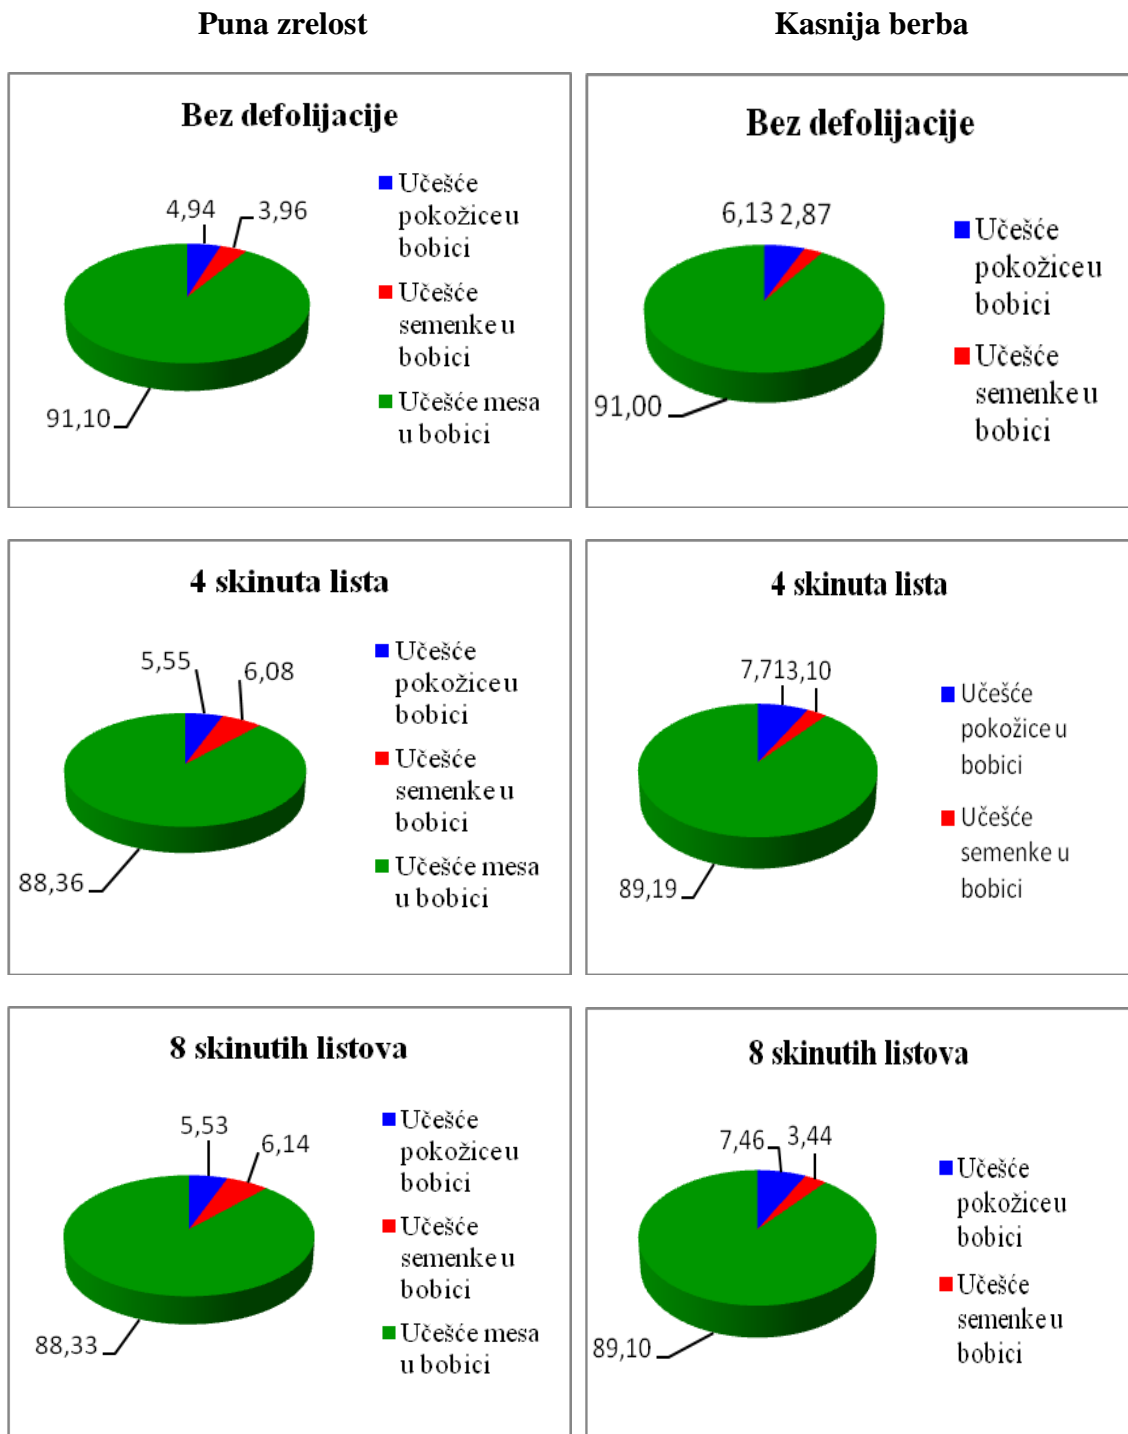 Puna zrelost
Kasnija berba
Bez defolijacije
4,94
3,96
91,10
Učešće
pokožice u
bobici
Učešće
semenke u
bobici
Učešće mesa
u bobici
Bez defolijacije
6,13
2,87
91,00
Učešće
pokožice u
bobici
Učešće
semenke u
bobici
4 skinuta lista
5,55
6,08
88,36
Učešće
pokožice u
bobici
Učešće
semenke u
bobici
Učešće mesa
u bobici
4 skinuta lista
7,71
3,10
89,19
Učešće
pokožice u
bobici
Učešće
semenke u
bobici
8 skinutih listova
5,53
6,14
88,33
Učešće
pokožice u
bobici
Učešće
semenke u
bobici
Učešće mesa
u bobici
8 skinutih listova
7,46
3,44
89,10
Učešće
pokožice u
bobici
Učešće
semenke u
bobici